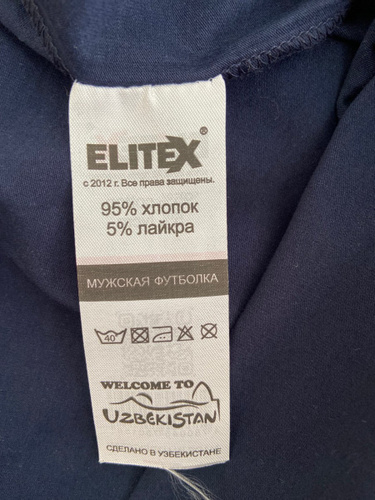 ELITEX®
с 2012 г. Все права защищены.
95% хлопок
5% лайкра
МУЖСКАЯ ФУТБОЛКА
40
WELCOME TO
UZBEKISTAN
СДЕЛАНО В УЗБЕКИСТАНЕ